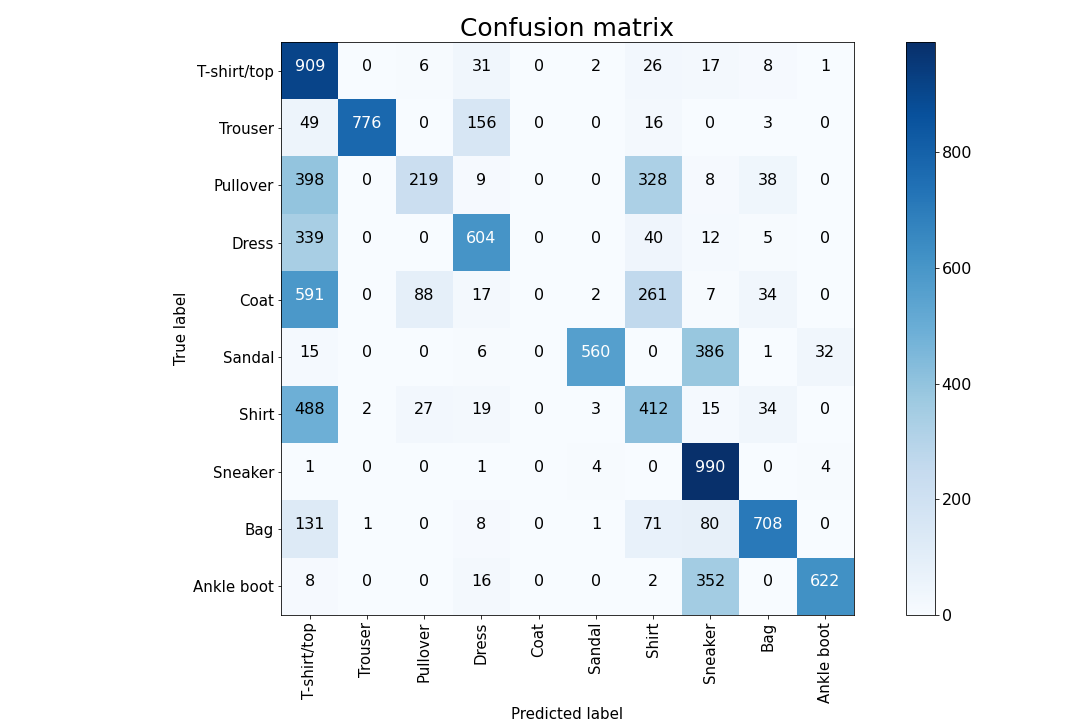 Confusion matrix
T-shirt/top 909 0 6 31 0 2 26 17 8 1
Trouser 49 776 0 156 0 0 16 0 3 0
Pullover 398 0 219 9 0 0 328 8 38 0
Dress 339 0 0 604 0 0 40 12 5 0
Coat 591 0 88 17 0 2 261 7 34 0
Sandal 15 0 0 6 0 560 0 386 1 32
Shirt 488 2 27 19 0 3 412 15 34 0
Sneaker 1 0 0 1 0 4 0 990 0 4
Bag 131 1 0 8 0 1 71 80 708 0
Ankle boot 8 0 0 16 0 0 2 352 0 622
True label
T-shirt/top
Trouser
Pullover
Dress
Coat
Sandal
Shirt
Sneaker
Bag
Ankle boot
Predicted label
800
600
400
200
0